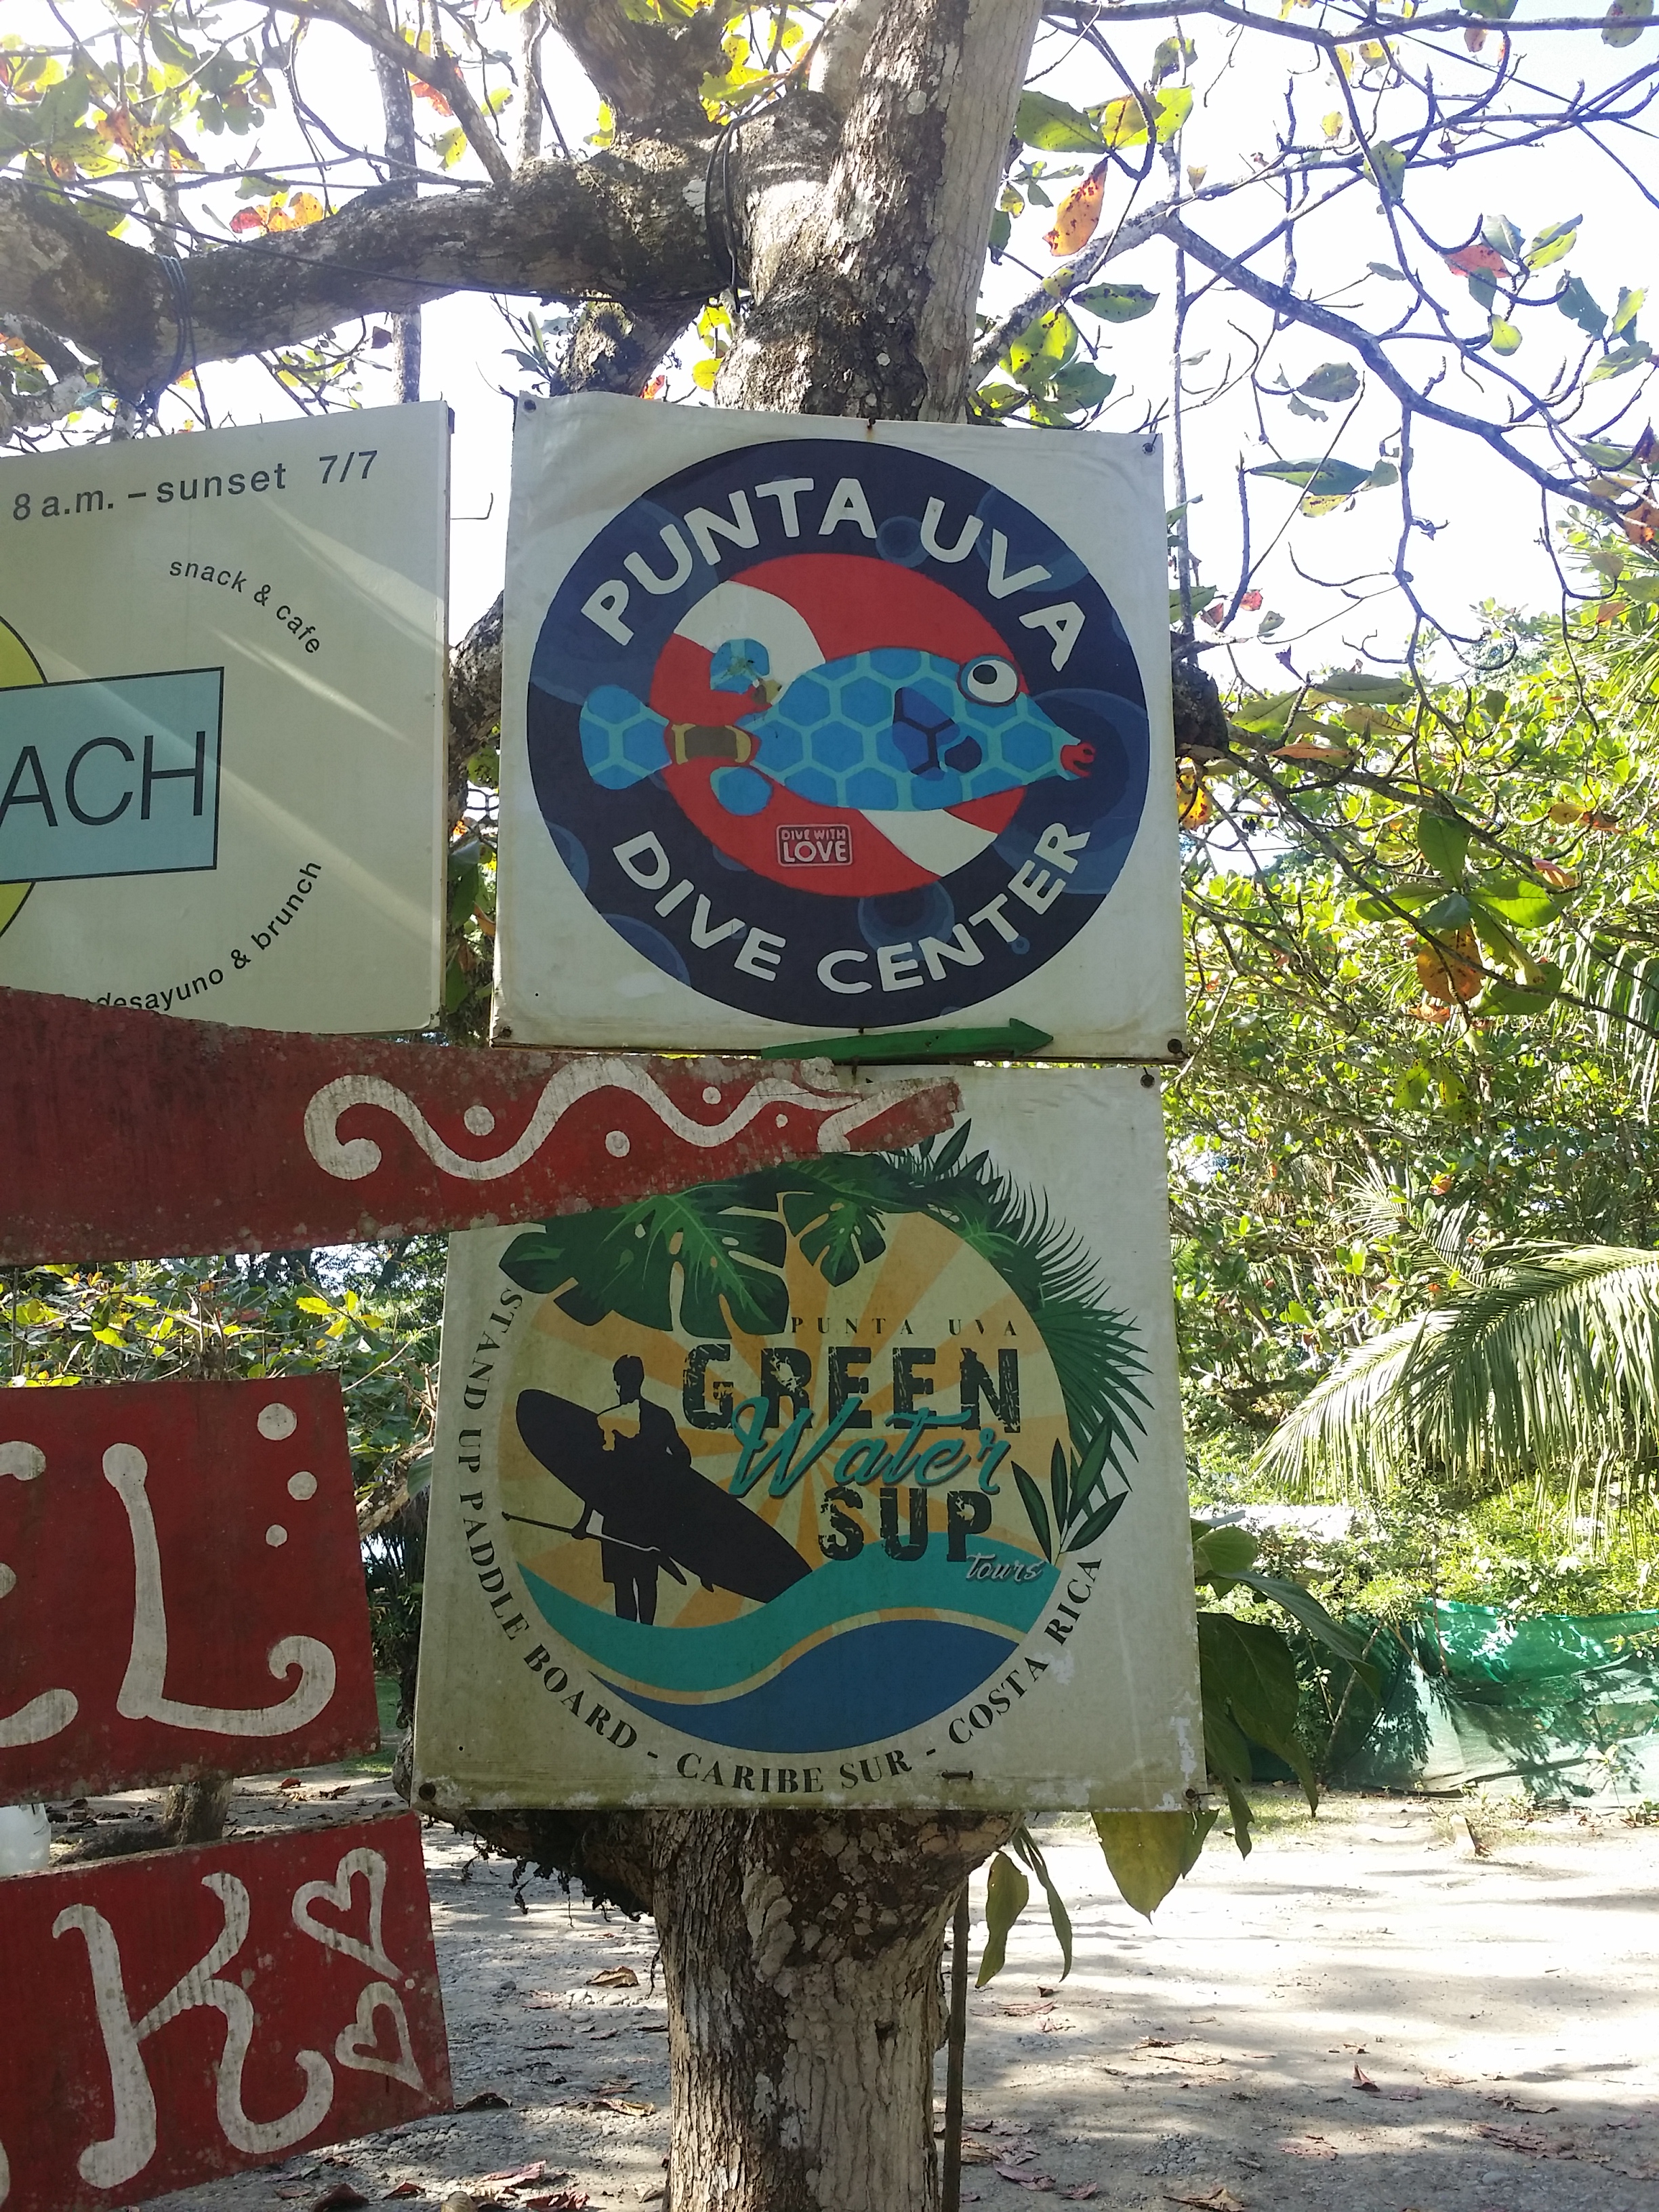 8 a.m. – sunset 7/7
snack & cafe
ACH
desayuno & brunch
PUNTA UVA
DIVE WITH
LOVE
DIVE CENTER
PUNTA UVA
GREEN
Water
SUP
tours
STAND UP PADDLE BOARD - CARIBE SUR - COSTA RICA
EL
K